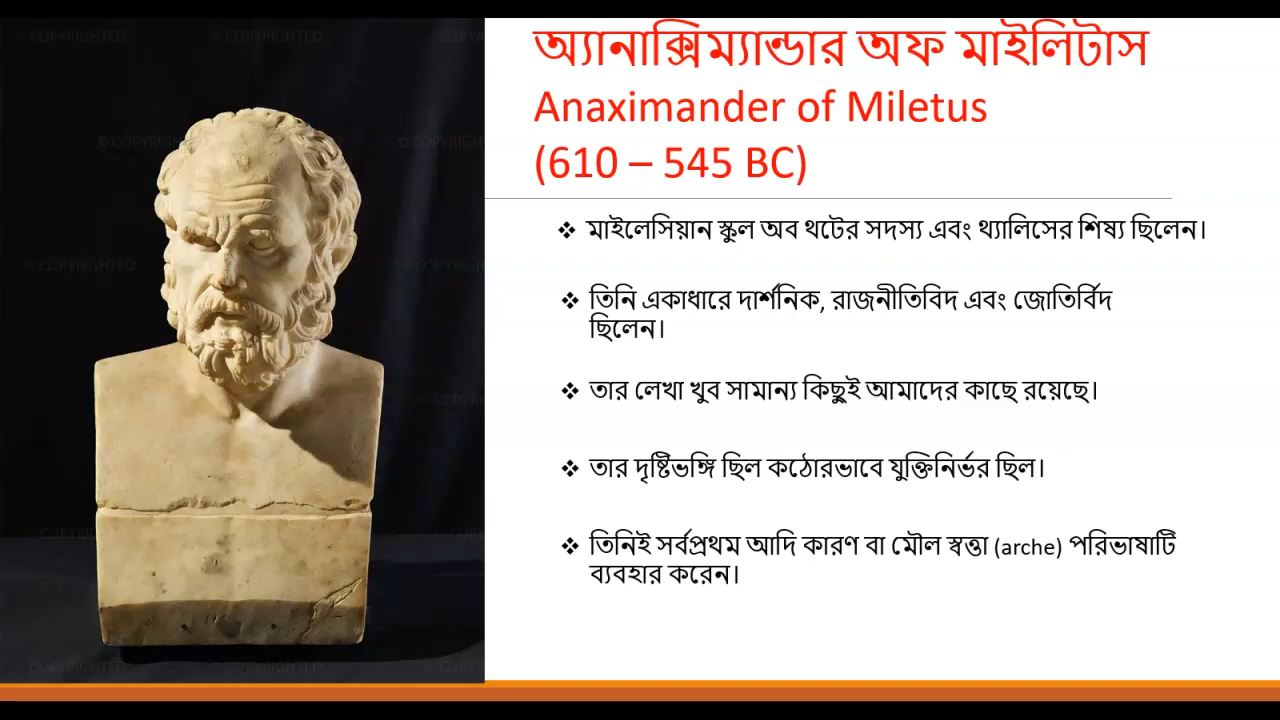 অ্যানাক্সিম্যান্ডার অফ মাইলিটাস
Anaximander of Miletus
(610 – 545 BC)
❖ মাইলেসিয়ান স্কুল অব থটের সদস্য এবং থ্যালিসের শিষ্য ছিলেন।
❖ তিনি একাধারে দার্শনিক, রাজনীতিবিদ এবং জোতির্বিদ
ছিলেন।
❖ তার লেখা খুব সামান্য কিছুই আমাদের কাছে রয়েছে।
❖ তার দৃষ্টিভঙ্গি ছিল কঠোরভাবে যুক্তিনির্ভর ছিল।
❖ তিনিই সর্বপ্রথম আদি কারণ বা মৌল স্বত্তা (arche) পরিভাষাটি
ব্যবহার করেন।